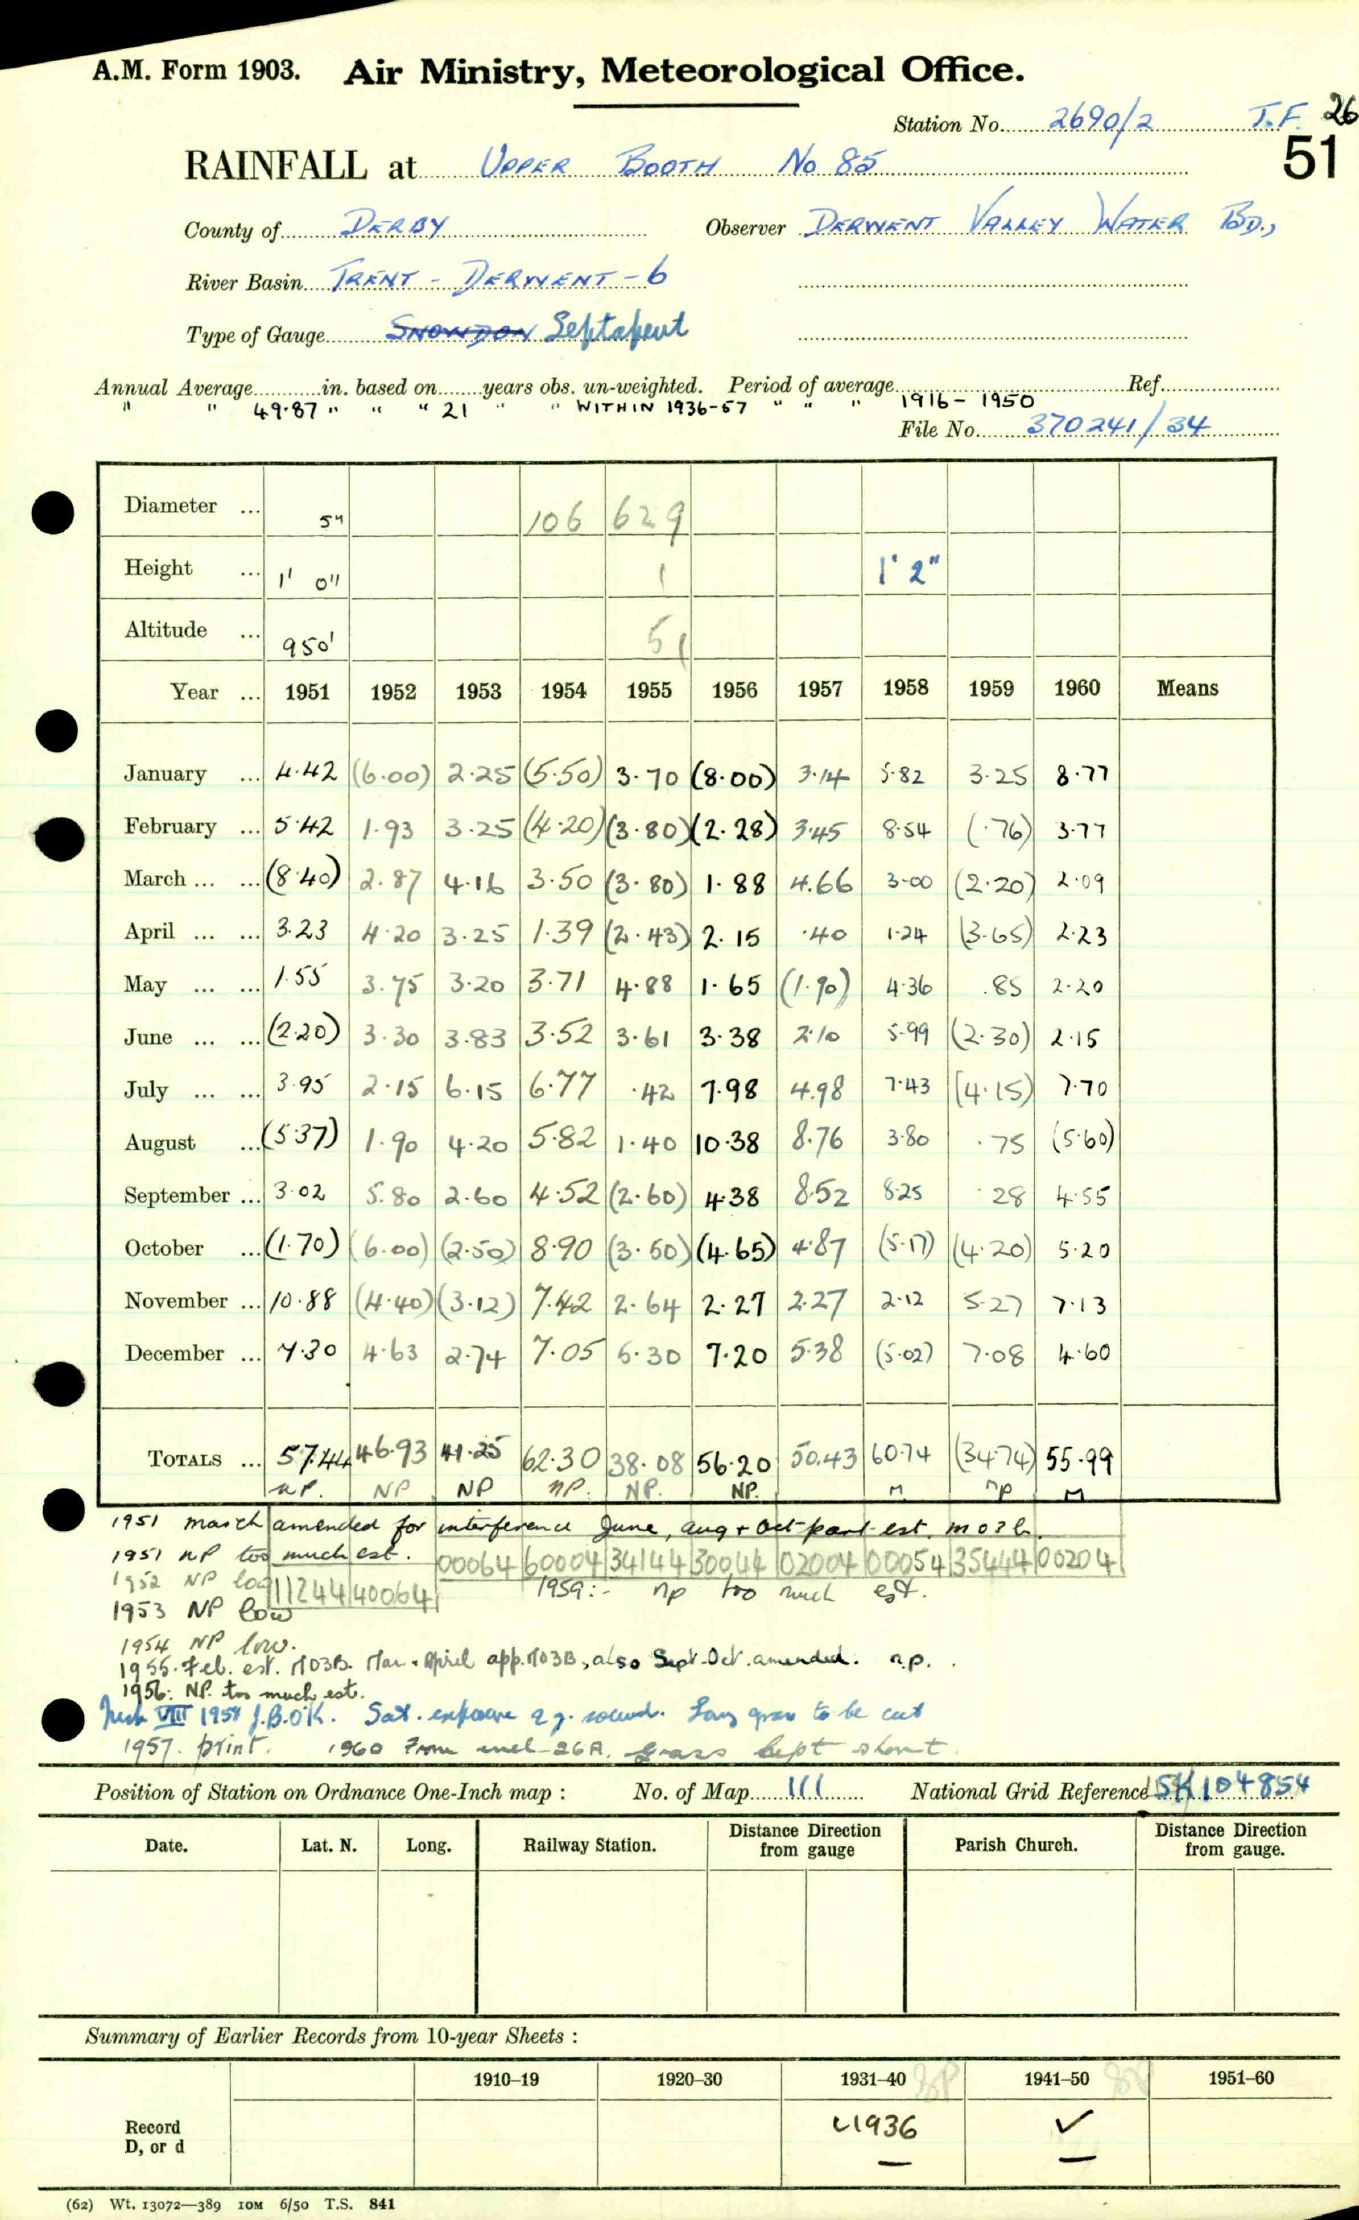 A.M. Form 1903. Air Ministry, Meteorological Office.
Station No. 2690/2 T.F. 26
51
RAINFALL at UPPER BOOTH No 85
County of DERBY Observer DERWENT VALLEY WATER BD.,
River Basin TRENT - DERWENT - 6
Type of Gauge SNOWDON Septapent
Annual Average in. based on years obs. un-weighted. Period of average Ref.
" " 49.87 " " " 21 " " WITHIN 1936-57 " " " 1916 - 1950
File No. 370241/34
Diameter ... 5" 106 629
Height ... 1' 0" 1 1' 2"
Altitude ... 950' 51
Year ... 1951 1952 1953 1954 1955 1956 1957 1958 1959 1960 Means
January ... 4.42 (6.00) 2.25 (5.50) 3.70 (8.00) 3.14 5.82 3.25 8.77
February ... 5.42 1.93 3.25 (4.20) (3.80) (2.28) 3.45 8.54 (.76) 3.77
March ... ... (8.40) 2.87 4.16 3.50 (3.80) 1.88 4.66 3.00 (2.20) 2.09
April ... ... 3.23 4.20 3.25 1.39 (2.43) 2.15 .40 1.24 (3.65) 2.23
May ... ... 1.55 3.75 3.20 3.71 4.88 1.65 (1.90) 4.36 .85 2.20
June ... ... (2.20) 3.30 3.83 3.52 3.61 3.38 2.10 5.99 (2.30) 2.15
July ... ... 3.95 2.15 6.15 6.77 .42 7.98 4.98 7.43 (4.15) 7.70
August ... (5.37) 1.90 4.20 5.82 1.40 10.38 8.76 3.80 .75 (5.60)
September ... 3.02 5.80 2.60 4.52 (2.60) 4.38 8.52 8.25 .28 4.55
October ... (1.70) (6.00) (2.50) 8.90 (3.50) (4.65) 4.87 (5.17) (4.20) 5.20
November ... 10.88 (4.40) (3.12) 7.42 2.64 2.27 2.27 2.12 5.27 7.13
December ... 7.30 4.63 2.74 7.05 5.30 7.20 5.38 (5.02) 7.08 4.60
TOTALS ... 57.44 46.93 41.25 62.30 38.08 56.20 50.43 60.74 (34.74) 55.99
NP. NP NP NP. NP. NP. M np M
1951 March amended for interference June, Aug + Oct part est. M03b.
1951 NP too much est. 00064 60004 34144 30044 02004 00054 35444 00204
1952 NP low 11244 40064 1959:- np too much est.
1953 NP low
1954 NP low.
1955. Feb. est. M03B. Mar. April app. M03B, also Sept. Oct. amended. n.p.
1956: NP. too much est.
VIII 1957 J.B.OK. Sat. exposure g. sound. Long grass to be cut
1957. print. 1960 From encl-26A. grass kept short.
Position of Station on Ordnance One-Inch map : No. of Map 111 National Grid Reference SK 104854
Date. Lat. N. Long. Railway Station. Distance from gauge Direction Parish Church. Distance from gauge. Direction
Summary of Earlier Records from 10-year Sheets :
1910–19 1920–30 1931–40 1941–50 1951–60
Record 1936 ✓
D, or d — —
(62) Wt. 13072—389 10M 6/50 T.S. 841